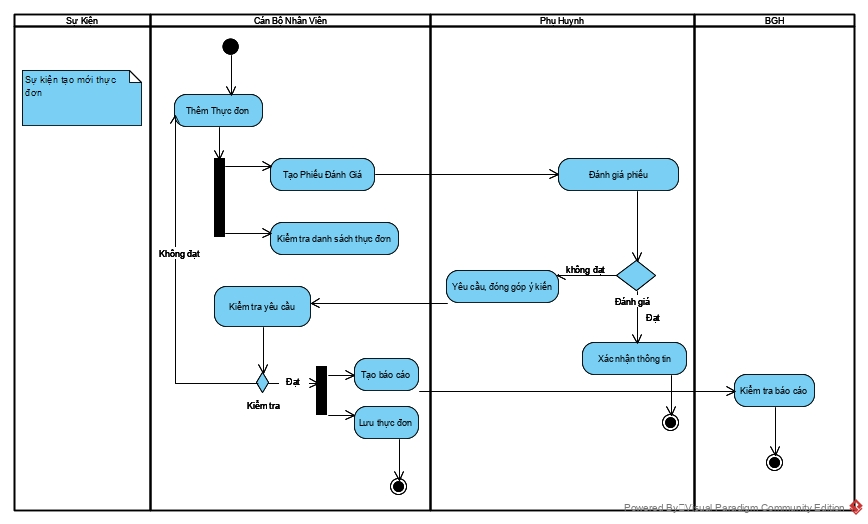 Sự Kiện
Cán Bộ Nhân Viên
Phụ Huynh
BGH
Sự kiện tạo mới thực
đơn
Thêm Thực đơn
Tạo Phiếu Đánh Giá
Đánh giá phiếu
Kiểm tra danh sách thực đơn
Không đạt
không đạt
Yêu cầu, đóng góp ý kiến
Đánh giá
Kiểm tra yêu cầu
Đạt
Xác nhận thông tin
Tạo báo cáo
Đạt
Kiểm tra báo cáo
Kiểm tra
Lưu thực đơn
Powered By Visual Paradigm Community Edition